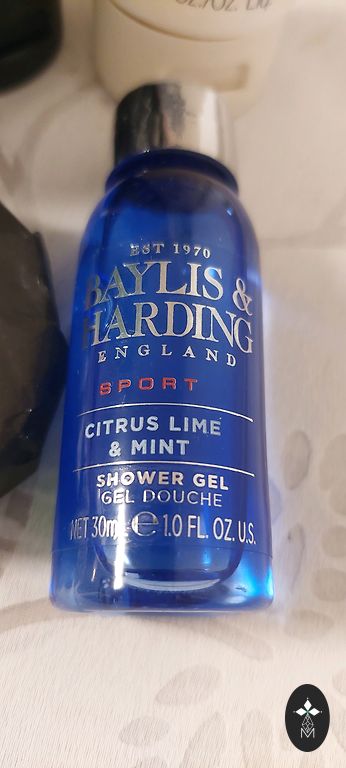 EST 1970
BAYLIS &
HARDING
ENGLAND
SPORT
CITRUS LIME
& MINT
SHOWER GEL
GEL DOUCHE
NET 30ml ℮ 1.0 FL. OZ. U.S.